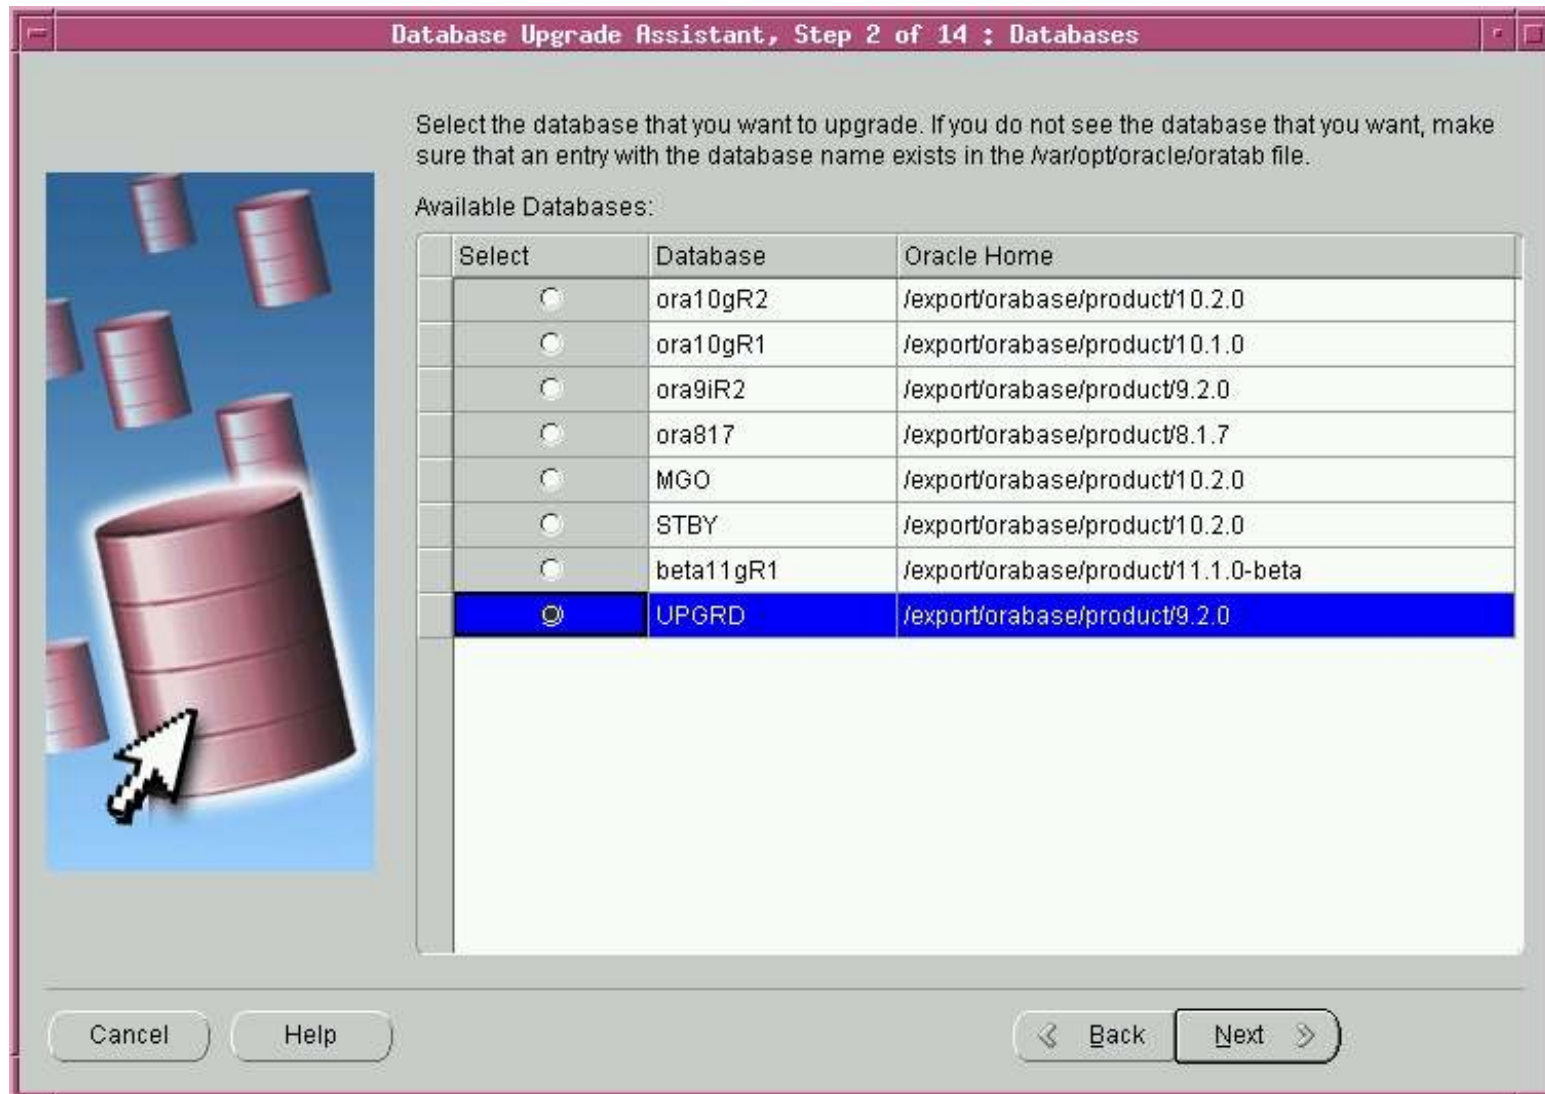 Database Upgrade Assistant, Step 2 of 14 : Databases
Select the database that you want to upgrade. If you do not see the database that you want, make
sure that an entry with the database name exists in the /var/opt/oracle/oratab file.
Available Databases:
Select Database Oracle Home
ora10gR2 /export/orabase/product/10.2.0
ora10gR1 /export/orabase/product/10.1.0
ora9iR2 /export/orabase/product/9.2.0
ora817 /export/orabase/product/8.1.7
MGO /export/orabase/product/10.2.0
STBY /export/orabase/product/10.2.0
beta11gR1 /export/orabase/product/11.1.0-beta
UPGRD /export/orabase/product/9.2.0
Cancel Help Back Next